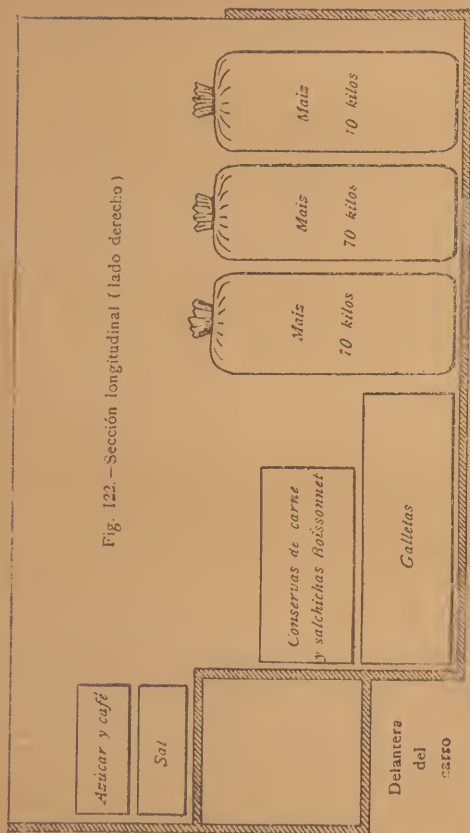 Fig. 122.—Sección longitudinal (lado derecho)
Azúcar y café
Sal
Conservas de carne
y salchichas Boissonnet
Galletas
Maiz
70 kilos
Maiz
70 kilos
Maiz
70 kilos
Delantera
del
carro